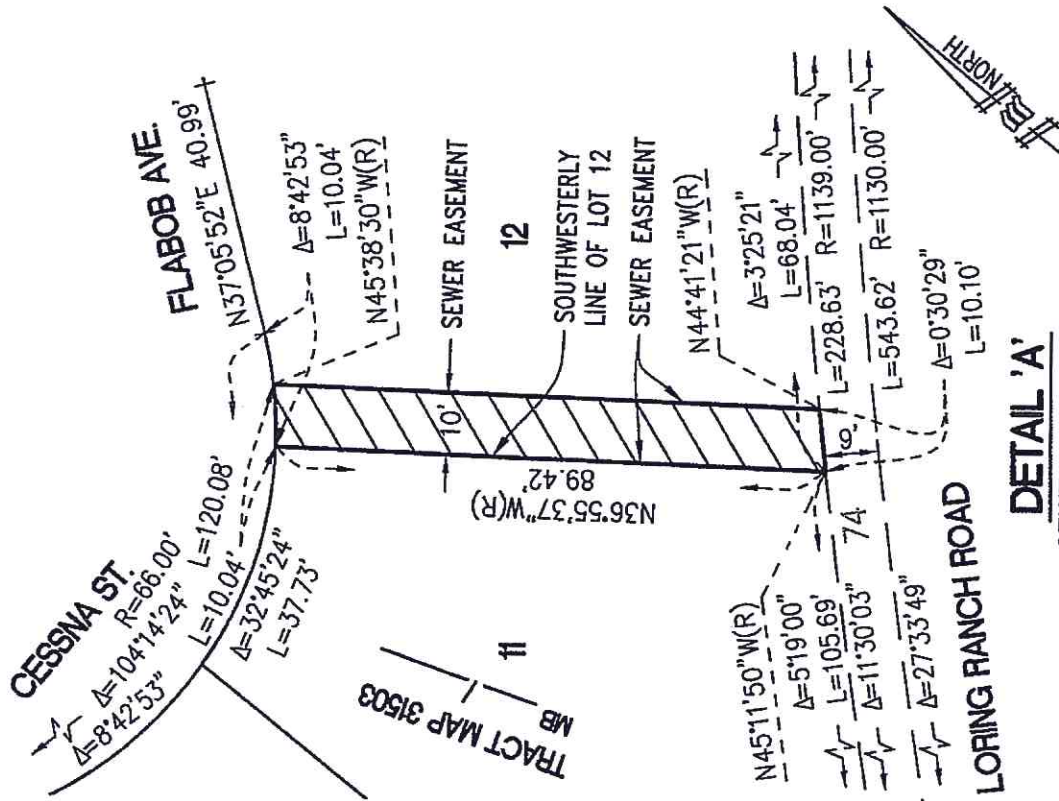 CESSNA ST.
R=66.00'
Δ=104°14'24" L=120.08'
Δ=8°42'53" L=10.04'
Δ=32°45'24"
L=37.73'
FLABOB AVE.
N37°05'52"E 40.99'
Δ=8°42'53"
L=10.04'
N45°38'30"W(R)
SEWER EASEMENT
12
SOUTHWESTERLY
LINE OF LOT 12
SEWER EASEMENT
10'
N36°55'37"W(R)
89.42'
11
TRACT MAP 31503
MB /
N44°41'21"W(R)
Δ=3°25'21"
L=68.04'
L=228.63' R=1139.00'
L=543.62' R=1130.00'
Δ=0°30'29"
L=10.10'
9'
74
N45°11'50"W(R)
Δ=5°19'00"
L=105.69'
Δ=11°30'03"
Δ=27°33'49"
LORING RANCH ROAD
NORTH
DETAIL 'A'